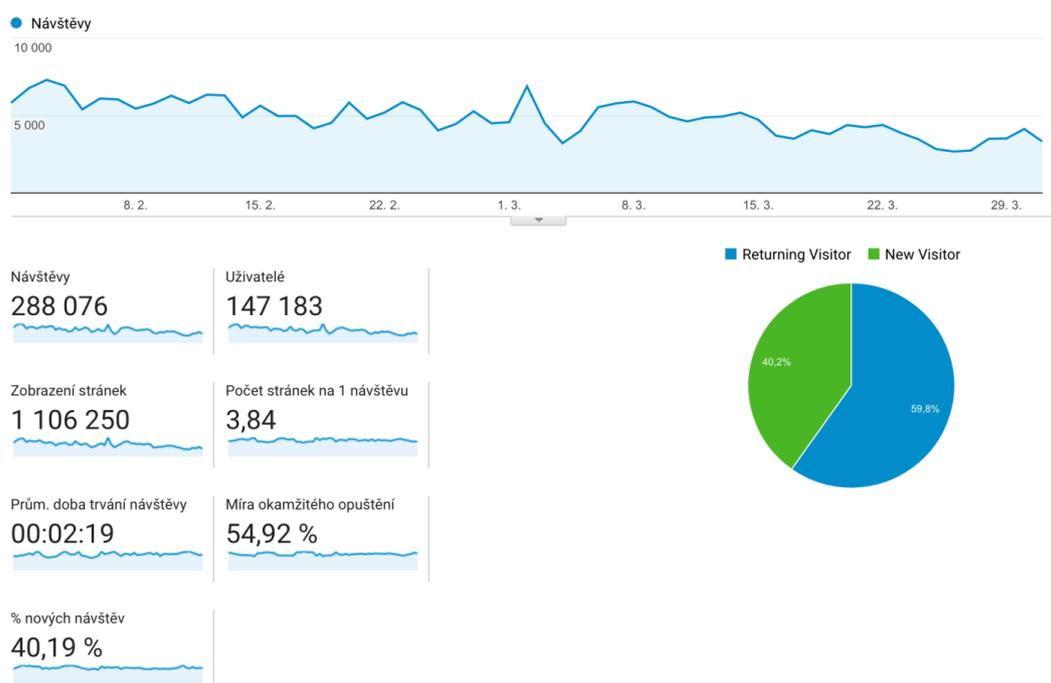 Návštěvy
10 000
5 000
8. 2.
15. 2.
22. 2.
1. 3.
8. 3.
15. 3.
22. 3.
29. 3.
Returning Visitor
New Visitor
40,2%
59,8%
Návštěvy
288 076
Uživatelé
147 183
Zobrazení stránek
1 106 250
Počet stránek na 1 návštěvu
3,84
Prům. doba trvání návštěvy
00:02:19
Míra okamžitého opuštění
54,92 %
% nových návštěv
40,19 %